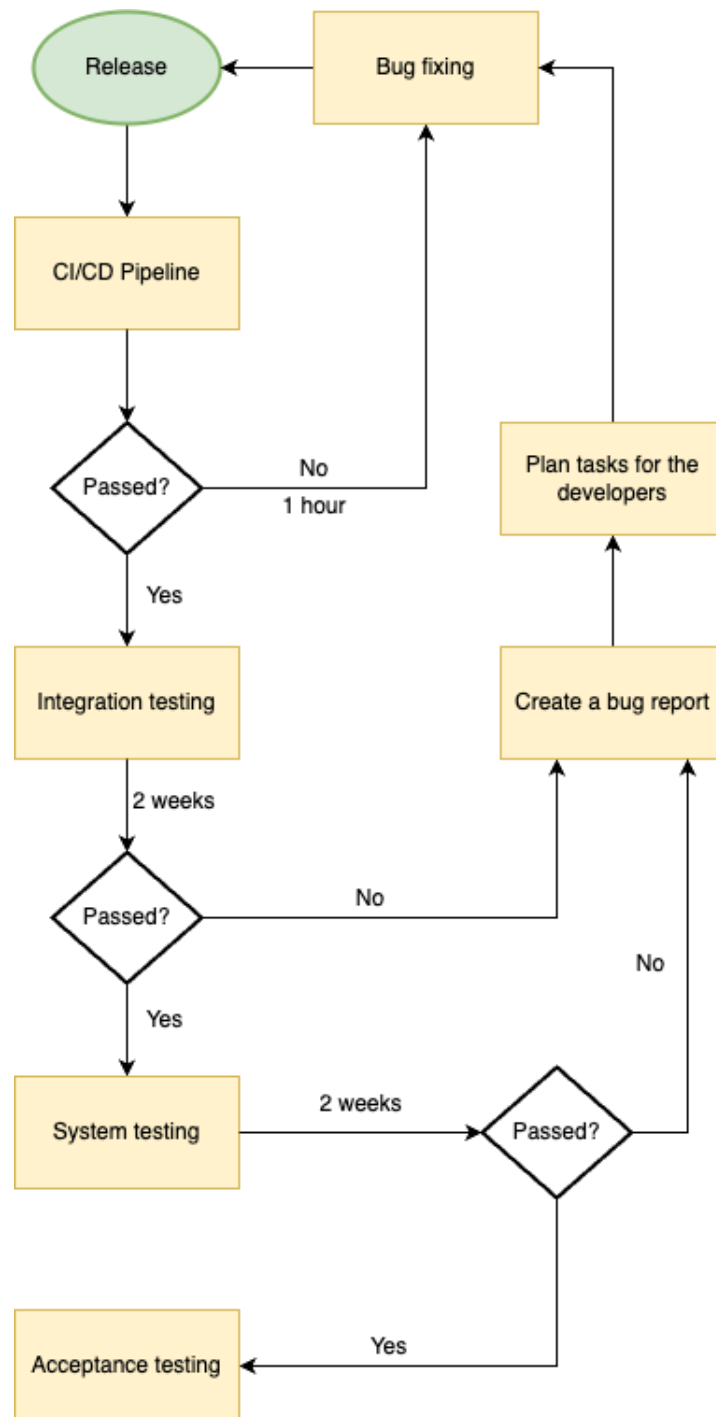 Release
Bug fixing
CI/CD Pipeline
Passed?
No
1 hour
Plan tasks for the
developers
Yes
Integration testing
Create a bug report
2 weeks
Passed?
No
No
Yes
System testing
2 weeks
Passed?
Acceptance testing
Yes